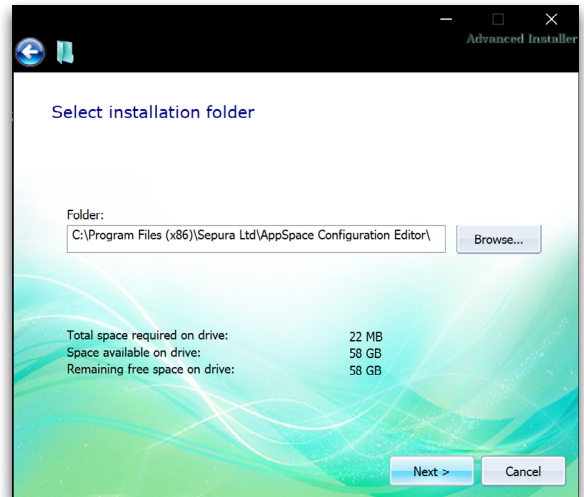 Advanced Installer
Select installation folder
Folder:
C:\Program Files (x86)\Sepura Ltd\AppSpace Configuration Editor\
Browse...
Total space required on drive: 22 MB
Space available on drive: 58 GB
Remaining free space on drive: 58 GB
Next >
Cancel